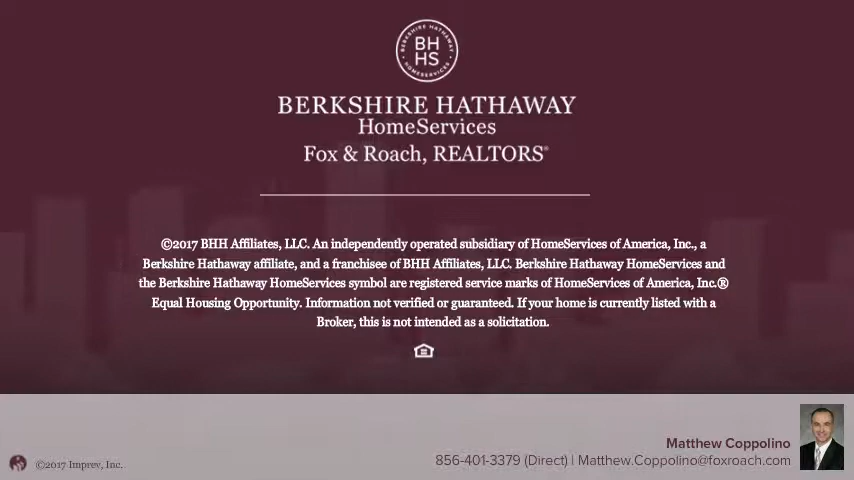 BERKSHIRE HATHAWAY
HOMESERVICES
BH
HS
BERKSHIRE HATHAWAY
HomeServices
Fox & Roach, REALTORS®
©2017 BHH Affiliates, LLC. An independently operated subsidiary of HomeServices of America, Inc., a
Berkshire Hathaway affiliate, and a franchisee of BHH Affiliates, LLC. Berkshire Hathaway HomeServices and
the Berkshire Hathaway HomeServices symbol are registered service marks of HomeServices of America, Inc.®
Equal Housing Opportunity. Information not verified or guaranteed. If your home is currently listed with a
Broker, this is not intended as a solicitation.
Matthew Coppolino
856-401-3379 (Direct) | Matthew.Coppolino@foxroach.com
©2017 Imprev, Inc.